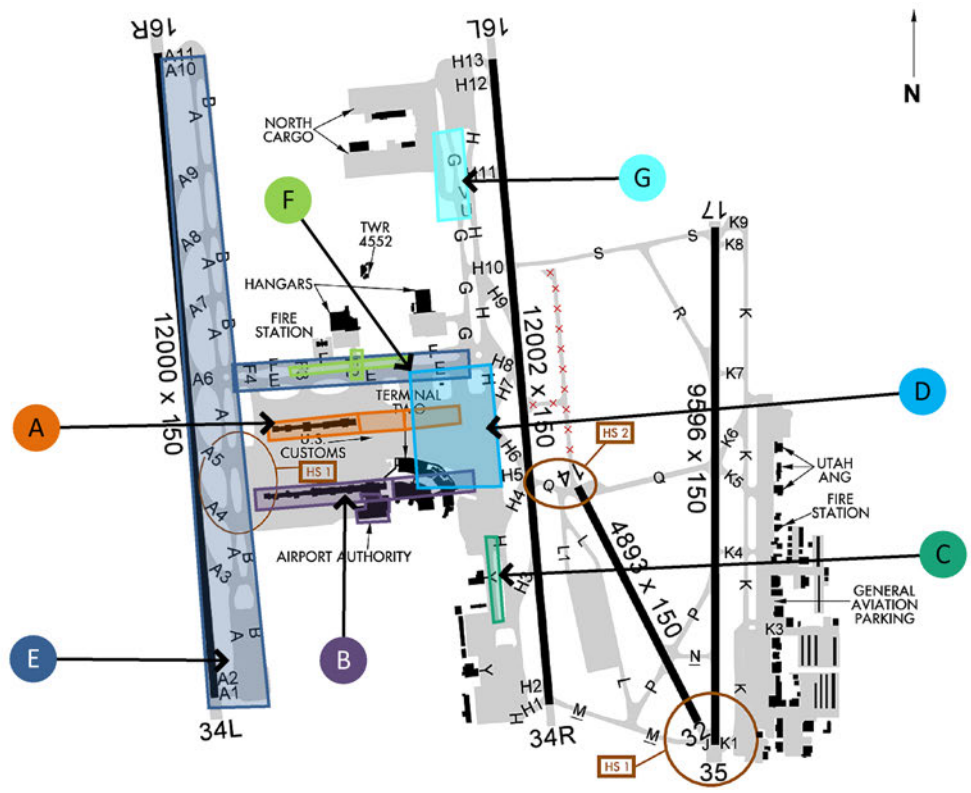 16R
16L
A11
A10
H13
H12
N
B
A
NORTH
CARGO
H
G
H11
G
A9
F
17
K9
K8
S
S
TWR
4552
A8
B
A
G
H
H10
HANGARS
G
H9
H
R
K
A7
B
A
FIRE
STATION
12000 x 150
12002 x 150
G
L
F
H8
A6
F4
F3
E
E
E
H
H7
K7
D
TERMINAL
TWO
A
A
U.S.
CUSTOMS
9596 x 150
HS 2
K6
A5
HS 1
H6
H5
H4
Q
14
Q
K5
UTAH
ANG
A4
FIRE
STATION
B
AIRPORT AUTHORITY
B
A
A3
H
Y
H3
L1
L
4893 x 150
K4
K
C
GENERAL
AVIATION
PARKING
B
A
P
K3
E
A2
A1
Y
H2
H1
H
L
P
N
K
34L
34R
M
M
32
J
K1
HS 1
35